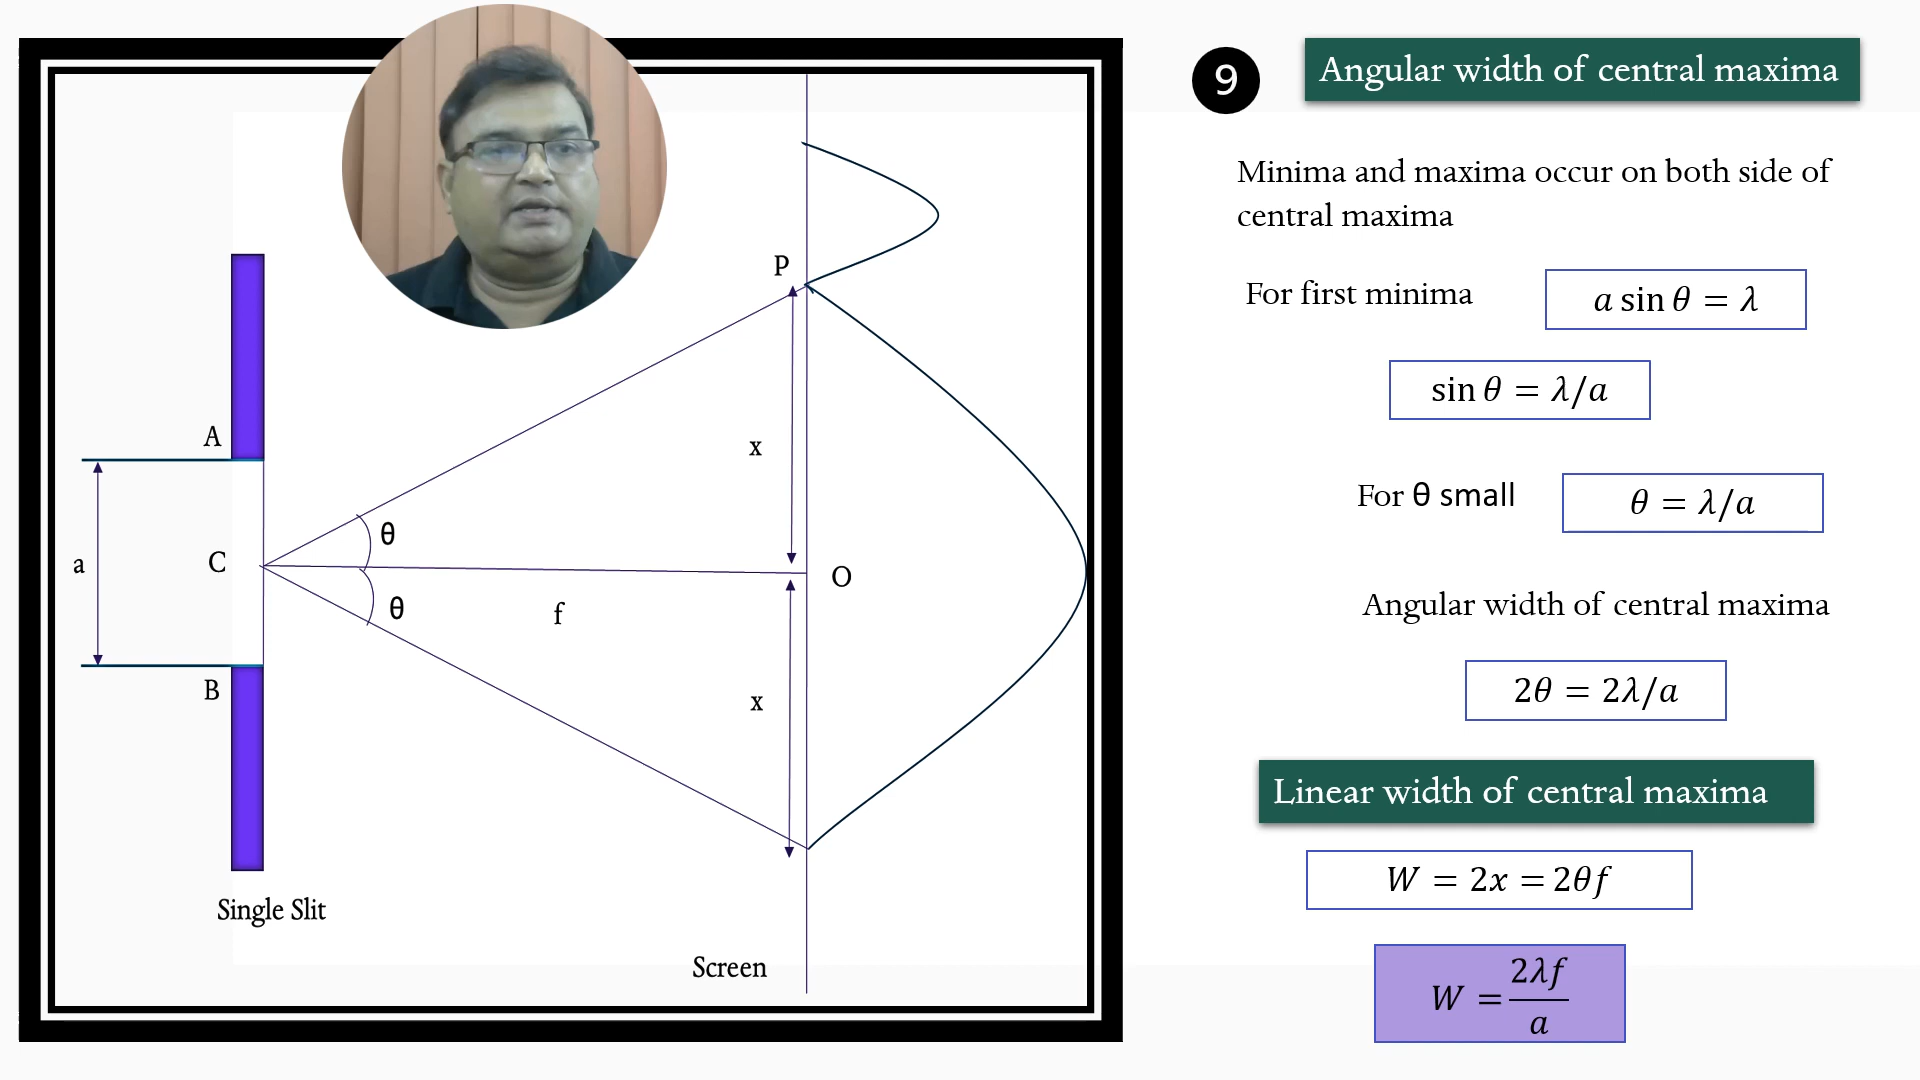 9
Angular width of central maxima
Minima and maxima occur on both side of
central maxima
For first minima
a sin θ = λ
sin θ = λ/a
For θ small
θ = λ/a
Angular width of central maxima
2θ = 2λ/a
Linear width of central maxima
W = 2x = 2θf
W = 2λf/a
P
x
A
θ
C
a
O
θ
f
B
x
Single Slit
Screen